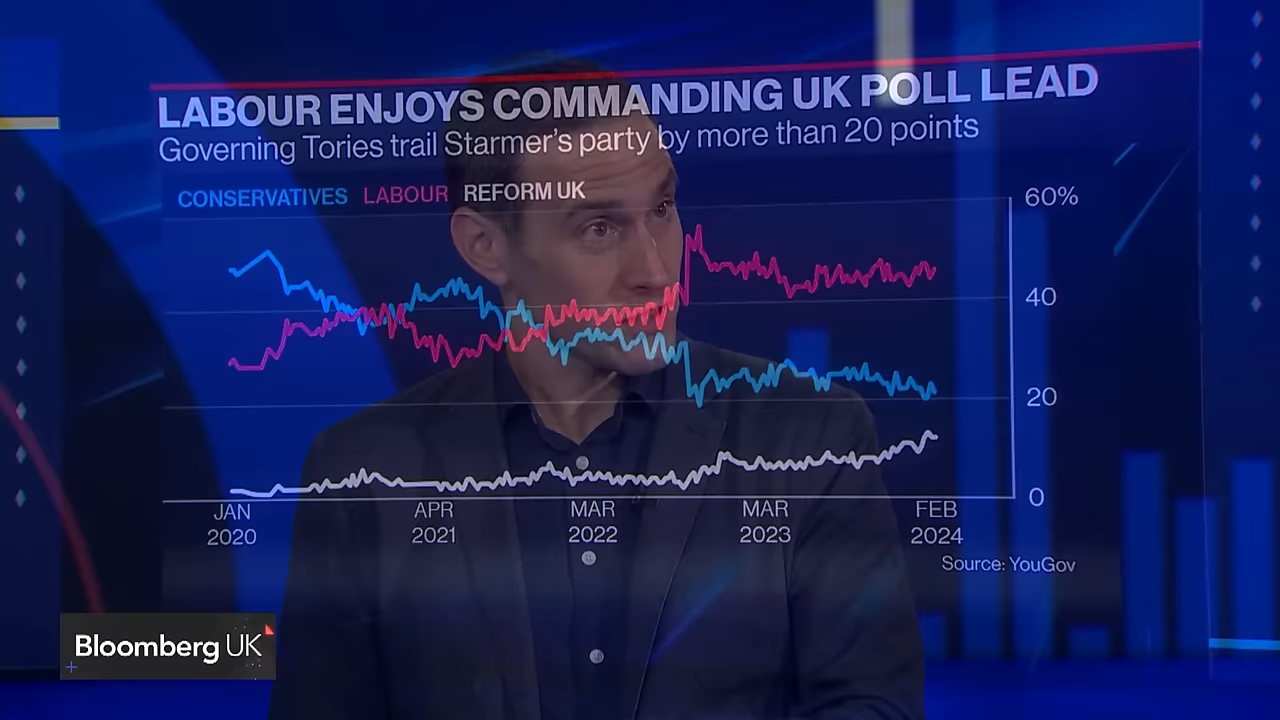 LABOUR ENJOYS COMMANDING UK POLL LEAD
Governing Tories trail Starmer's party by more than 20 points
CONSERVATIVES LABOUR REFORM UK
60%
40
20
0
JAN APR MAR MAR FEB
2020 2021 2022 2023 2024
Source: YouGov
Bloomberg UK